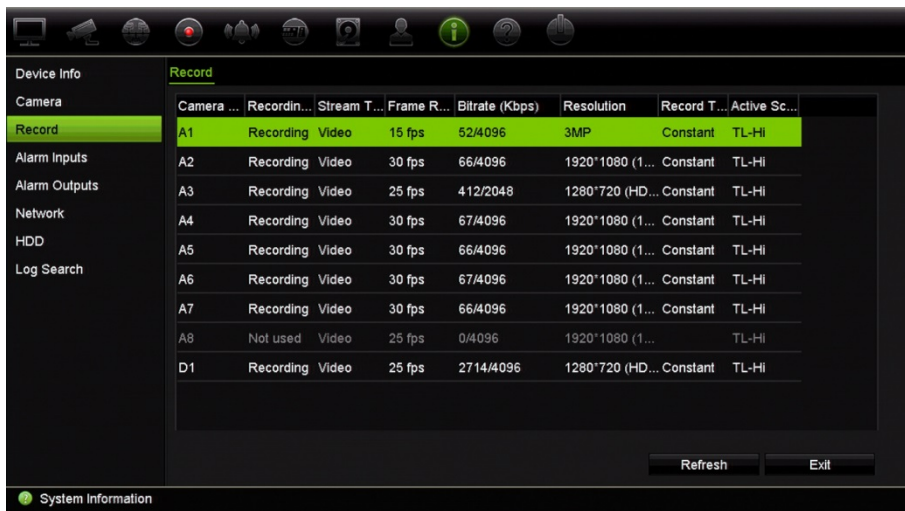 Device Info
Camera
Record
Alarm Inputs
Alarm Outputs
Network
HDD
Log Search
Record
Camera ... Recordin... Stream T... Frame R... Bitrate (Kbps) Resolution Record T... Active Sc...
A1 Recording Video 15 fps 52/4096 3MP Constant TL-Hi
A2 Recording Video 30 fps 66/4096 1920*1080 (1... Constant TL-Hi
A3 Recording Video 25 fps 412/2048 1280*720 (HD... Constant TL-Hi
A4 Recording Video 30 fps 67/4096 1920*1080 (1... Constant TL-Hi
A5 Recording Video 30 fps 66/4096 1920*1080 (1... Constant TL-Hi
A6 Recording Video 30 fps 67/4096 1920*1080 (1... Constant TL-Hi
A7 Recording Video 30 fps 66/4096 1920*1080 (1... Constant TL-Hi
A8 Not used Video 25 fps 0/4096 1920*1080 (1... TL-Hi
D1 Recording Video 25 fps 2714/4096 1280*720 (HD... Constant TL-Hi
Refresh Exit
System Information